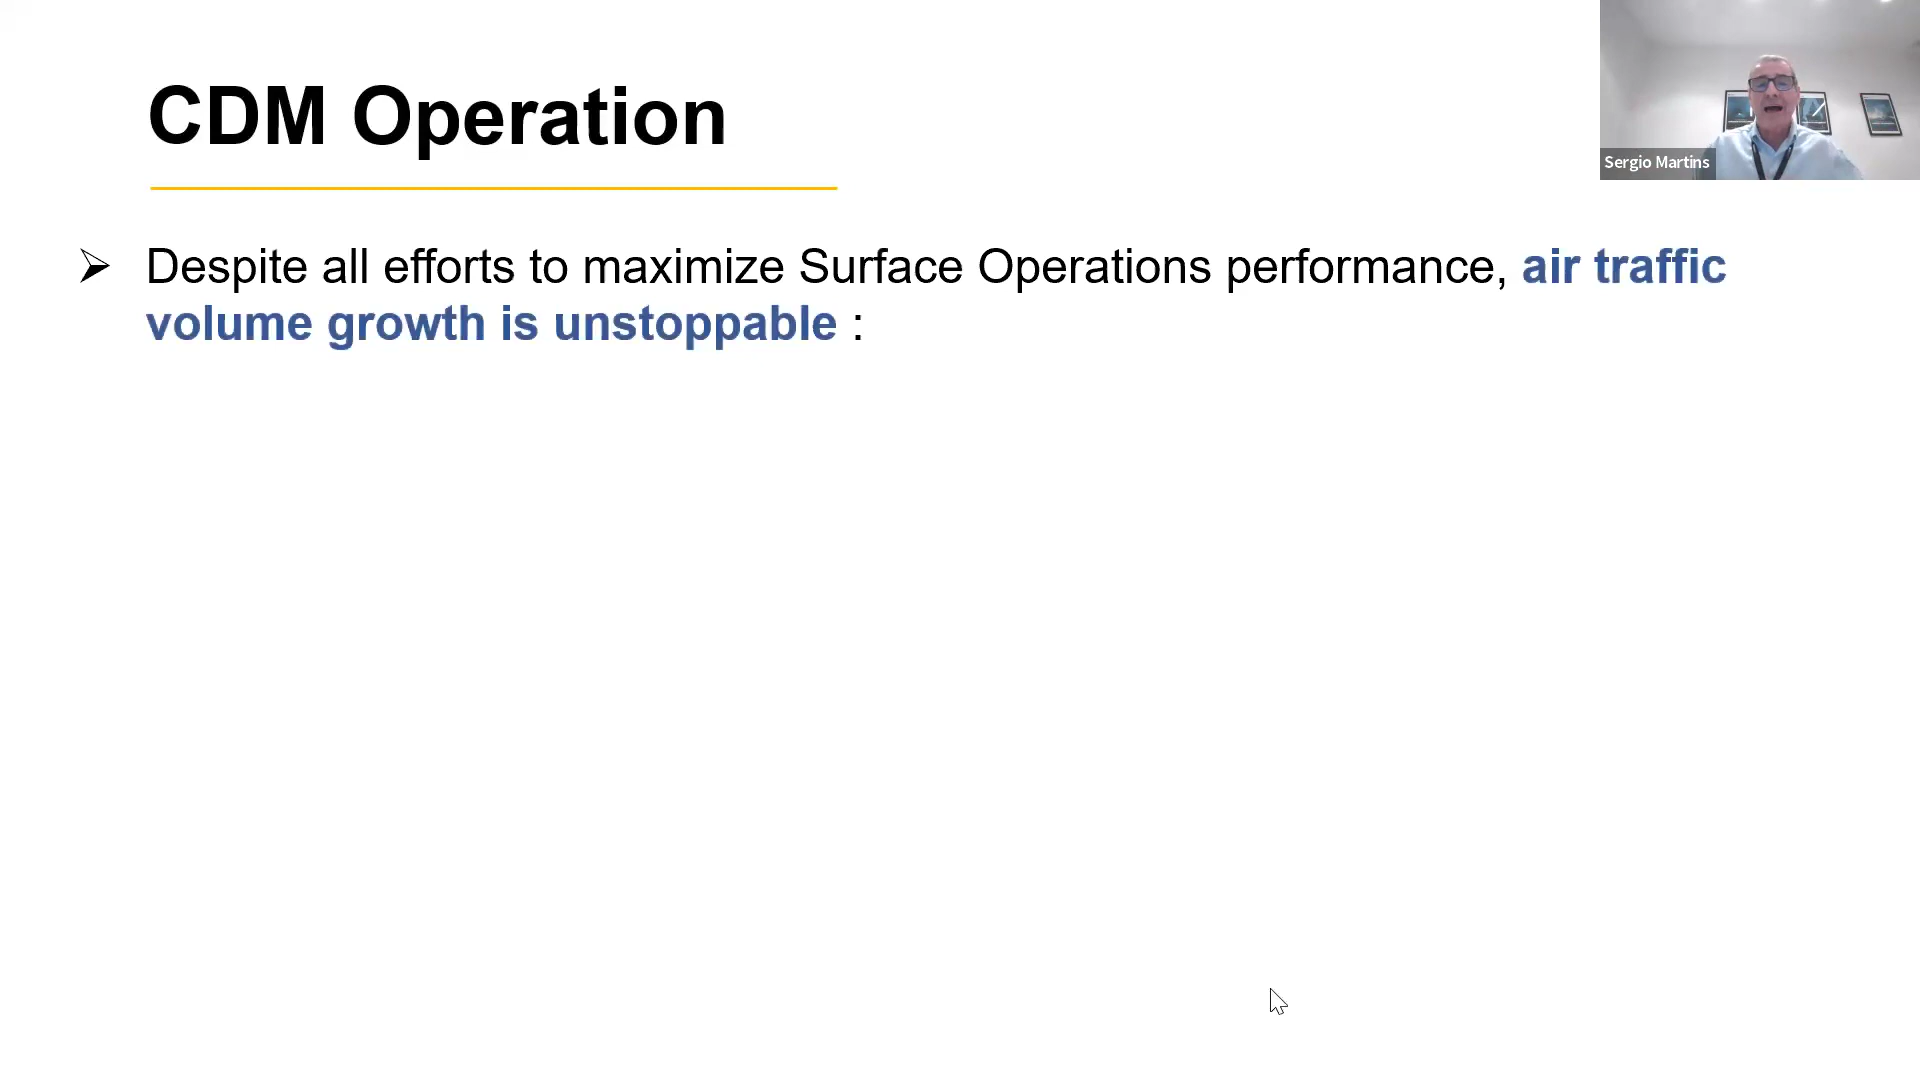 CDM Operation
Sergio Martins
➢ Despite all efforts to maximize Surface Operations performance, air traffic
volume growth is unstoppable :